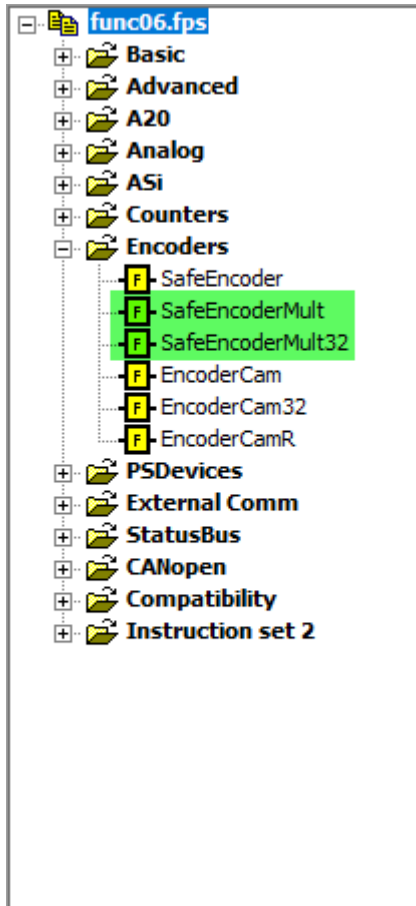 func06.fps
Basic
Advanced
A20
Analog
ASi
Counters
Encoders
F SafeEncoder
F SafeEncoderMult
F SafeEncoderMult32
F EncoderCam
F EncoderCam32
F EncoderCamR
PSDevices
External Comm
StatusBus
CANopen
Compatibility
Instruction set 2